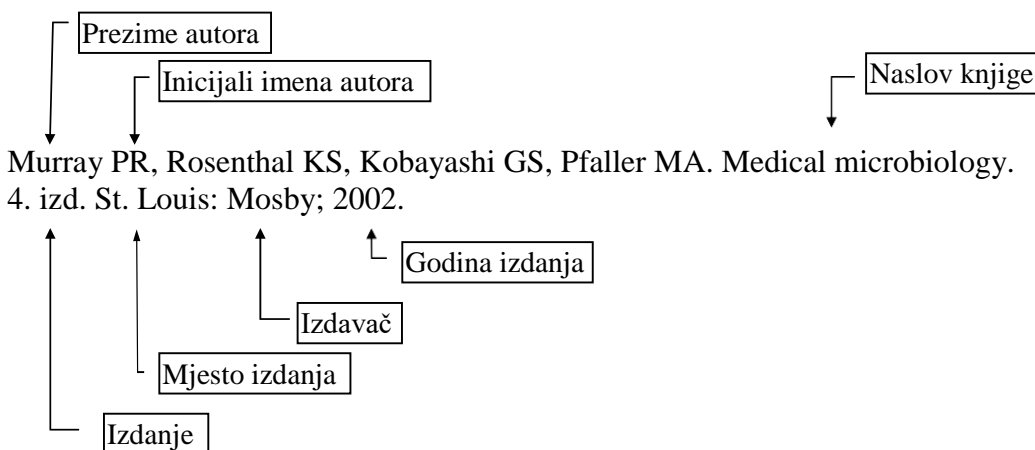 Prezime autora
Inicijali imena autora
Naslov knjige
Murray PR, Rosenthal KS, Kobayashi GS, Pfaller MA. Medical microbiology.
4. izd. St. Louis: Mosby; 2002.
Godina izdanja
Izdavač
Mjesto izdanja
Izdanje